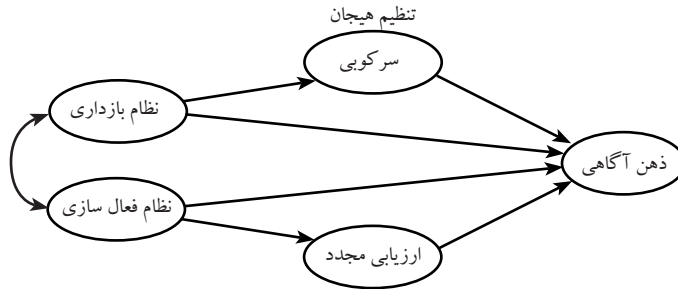 تنظیم هیجان
سرکوبی
نظام بازداری
ذهن آگاهی
نظام فعال سازی
ارزیابی مجدد